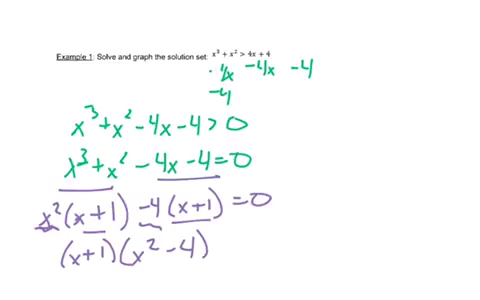 Example 1: Solve and graph the solution set: x³ + x² > 4x + 4
- 4x -4x -4
-4
x³+x²-4x-4>0
x³+x²-4x-4=0
x²(x+1)-4(x+1)=0
(x+1)(x²-4)